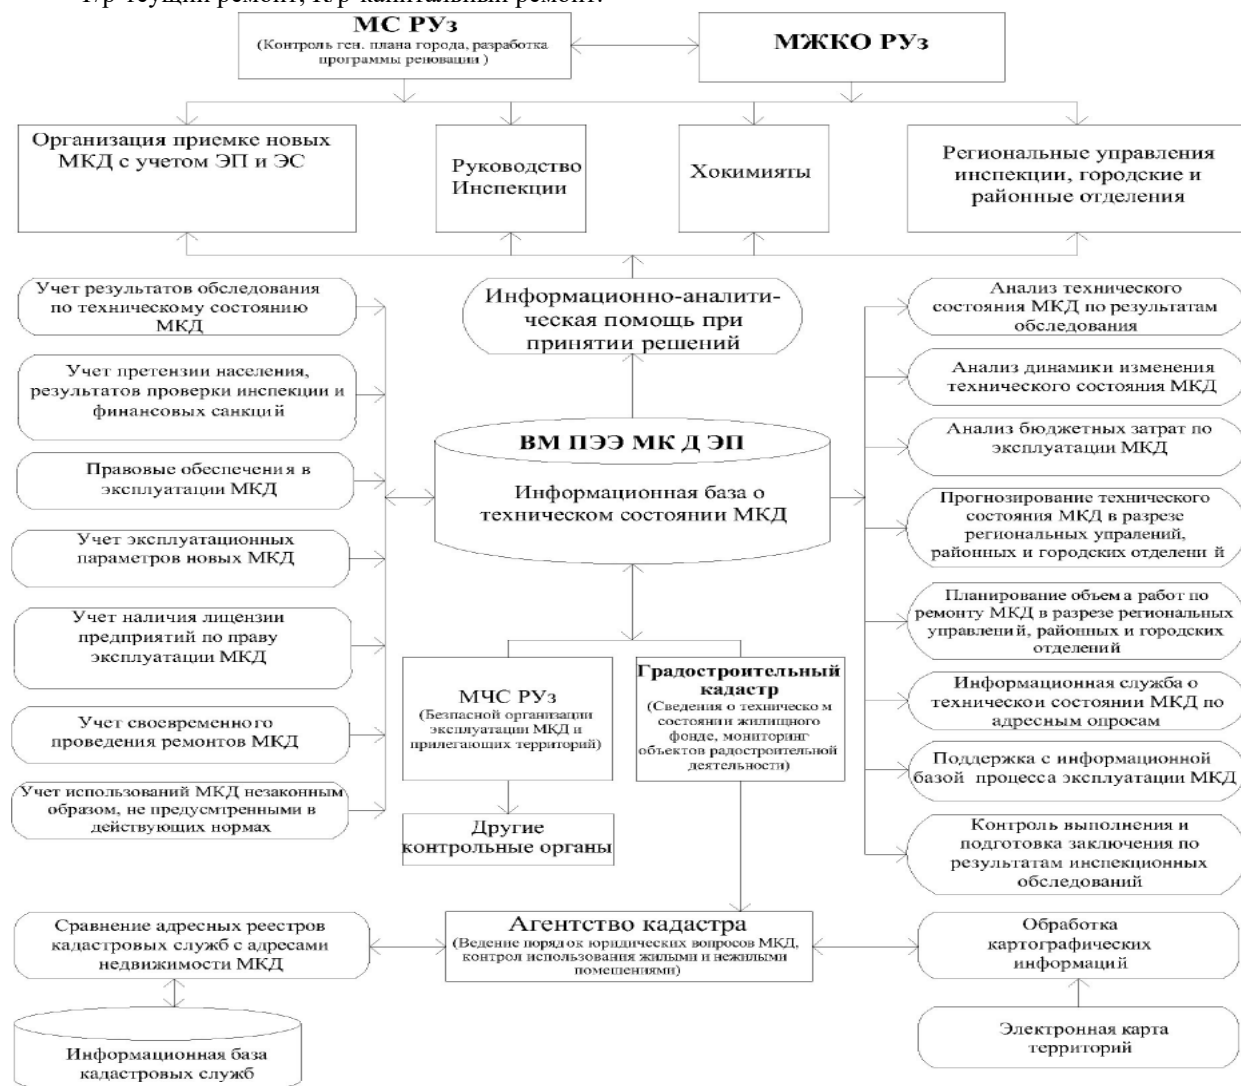 Т/р-теущий ремонт, К/р-капитальный ремонт.
МС РУз
(Контроль ген. плана города, разработка
программы реновации )
МЖКО РУз
Организация приемке новых
МКД с учетом ЭП и ЭС
Руководство
Инспекции
Хокимияты
Региональные управления
инспекции, городские и
районные отделения
Учет результатов обследования
по техническому состоянию
МКД
Информационно-аналити-
ческая помощь при
принятии решений
Анализ технического
состояния МКД по результатам
обследования
Учет претензии населения,
результатов проверки инспекции и
финансовых санкций
Анализ динамики изменения
технического состояния МКД
ВМ ПЭЭ МК Д ЭП
Информационная база о
техническом состоянии МКД
Анализ бюджетных затрат по
эксплуатации МКД
Правовые обеспечения в
эксплуатации МКД
Прогнозирование технического
состояния МКД в разрезе
региональных упралений,
районных и городских отделени й
Учет эксплуатационных
параметров новых МКД
Планирование объем а работ по
ремонту МКД в разрезе региональных
управлений, районных и городских
отделений
Учет наличия лицензии
предприятий по праву
эксплуатации МКД
МЧС РУз
(Безпасной организации
эксплуатации МКД и
прилегающих территорий)
Градостроительный
кадастр
(Сведения о техническо м
состоянии жилищного
фонде, мониторинг
объектов радостроительной
деятельности)
Информационная служба о
техническои состоянии МКД по
адресным опросам
Учет своевременного
проведения ремонтов МКД
Поддержка с информационной
базой процесса эксплуатации МКД
Учет использований МКД незаконным
образом, не предусмтренными в
действующих нормах
Другие
контрольные органы
Контроль выполнения и
подготовка заключения по
результатам инспекционных
обследований
Сравнение адресных реестров
кадастровых служб с адресами
недвижимости МКД
Агентство кадастра
(Ведение порядок юридических вопросов МКД,
контрол использования жилыми и нежилыми
помешениями)
Обработка
картографических
информаций
Информационная база
кадастровых служб
Электронная карта
территорий